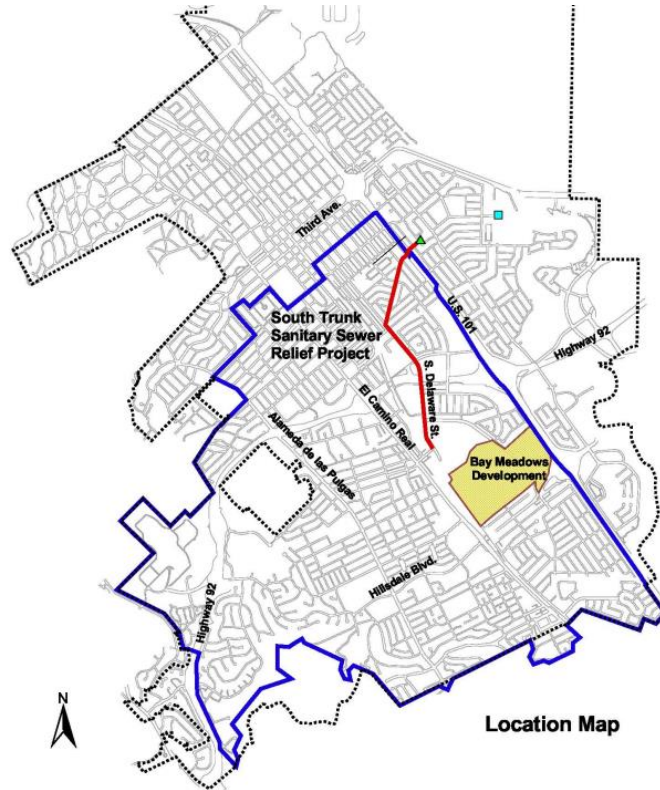 Third Ave.
South Trunk
Sanitary Sewer
Relief Project
U.S. 101
Highway 92
S. Delaware St.
El Camino Real
Alameda de las Pulgas
Bay Meadows
Development
Hillsdale Blvd.
Highway 92
N
Location Map